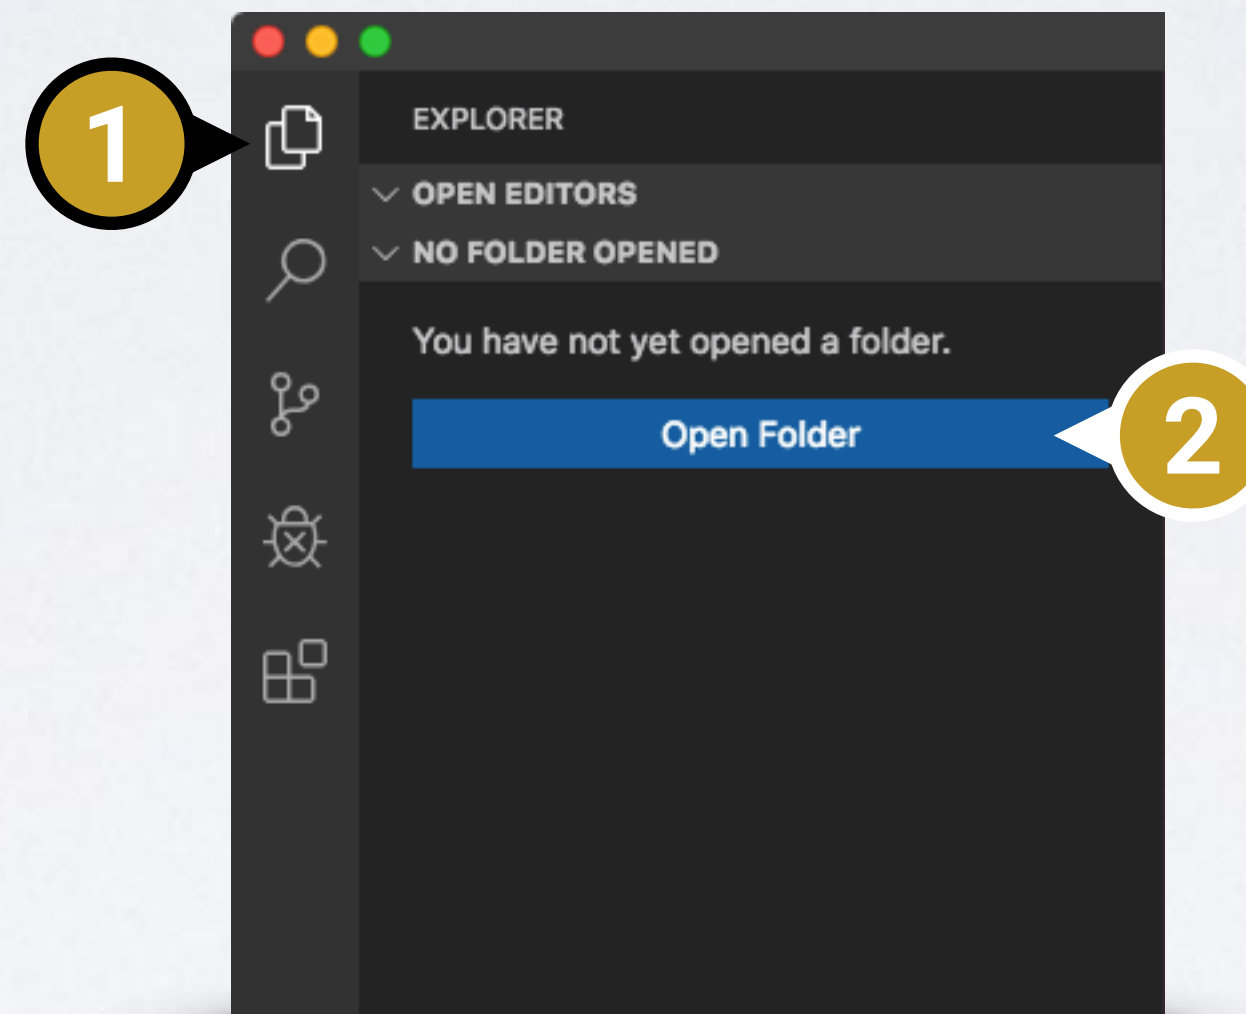 1
EXPLORER
OPEN EDITORS
NO FOLDER OPENED
You have not yet opened a folder.
Open Folder
2